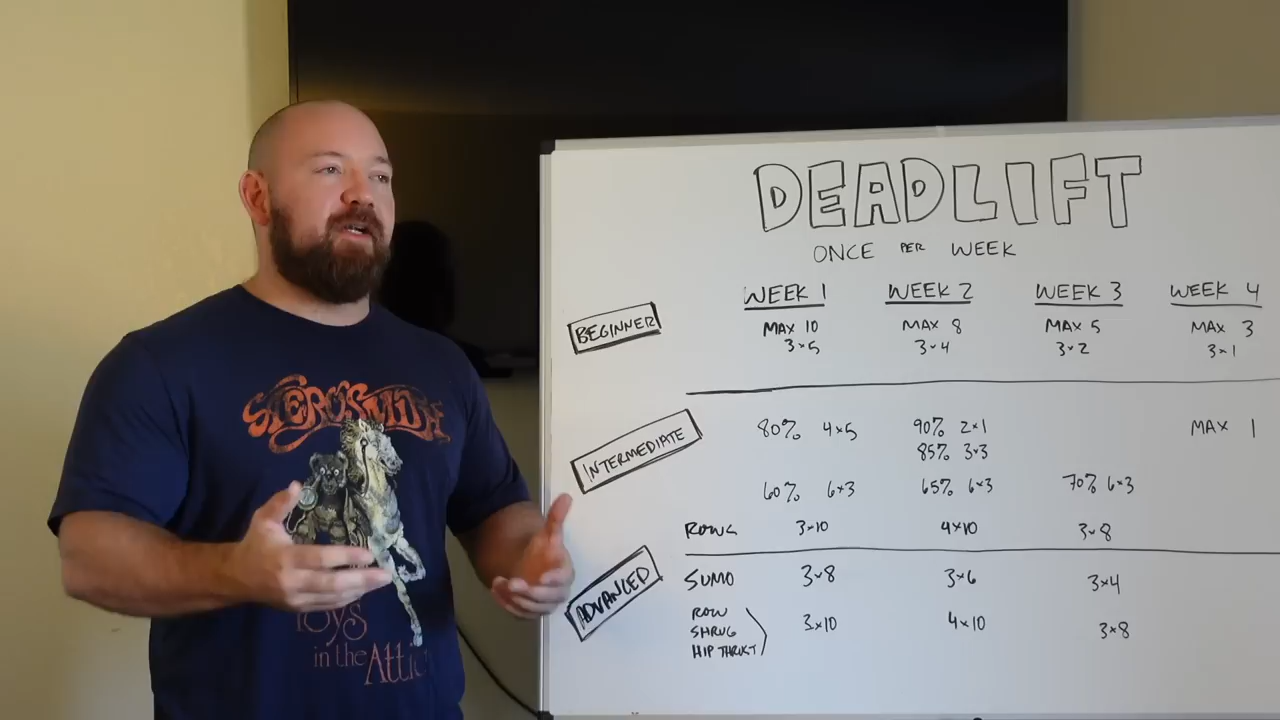 AEROSMITH
Toys
in the Attic
DEADLIFT
ONCE PER WEEK
WEEK 1 WEEK 2 WEEK 3 WEEK 4
BEGINNER
MAX 10 MAX 8 MAX 5 MAX 3
3×5 3×4 3×2 3×1
INTERMEDIATE
80% 4×5 90% 2×1 MAX 1
85% 3×3
60% 6×3 65% 6×3 70% 6×3
ROWS 3×10 4×10 3×8
ADVANCED
SUMO 3×8 3×6 3×4
ROW
SHRUG 3×10 4×10 3×8
HIP THRUST